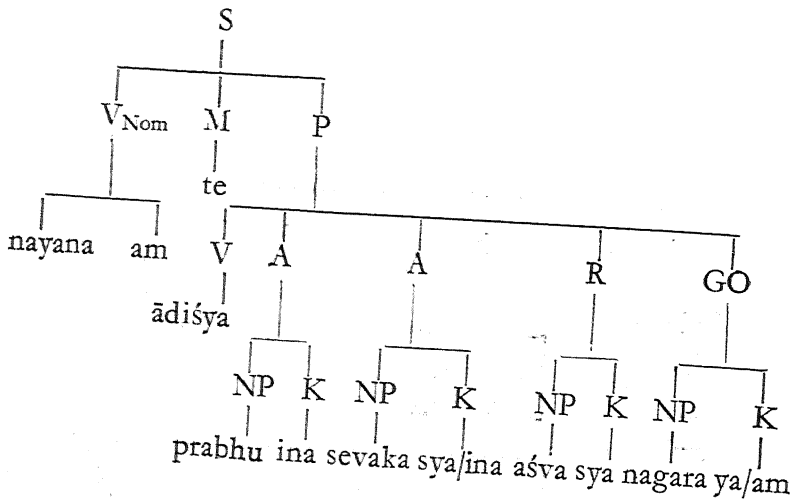 S
V_Nom M P
te
nayana am V A A R GO
ādiśya
NP K NP K NP K NP K
prabhu ina sevaka sya/ina aśva sya nagara ya/am